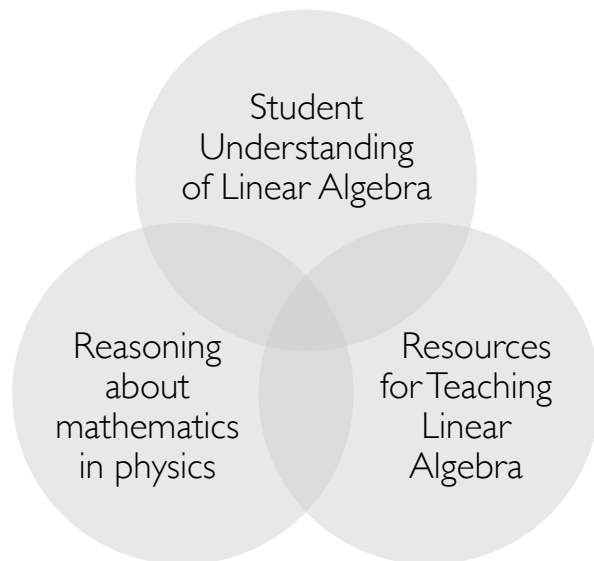 Student
Understanding
of Linear Algebra
Reasoning
about
mathematics
in physics
Resources
for Teaching
Linear
Algebra